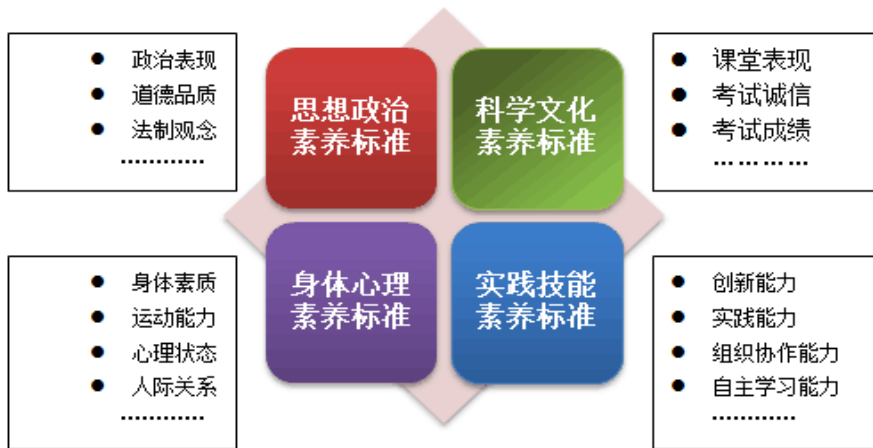 政治表现
道德品质
法制观念
…………
思想政治
素养标准
科学文化
素养标准
课堂表现
考试诚信
考试成绩
…………
身体素质
运动能力
心理状态
人际关系
…………
身体心理
素养标准
实践技能
素养标准
创新能力
实践能力
组织协作能力
自主学习能力
…………